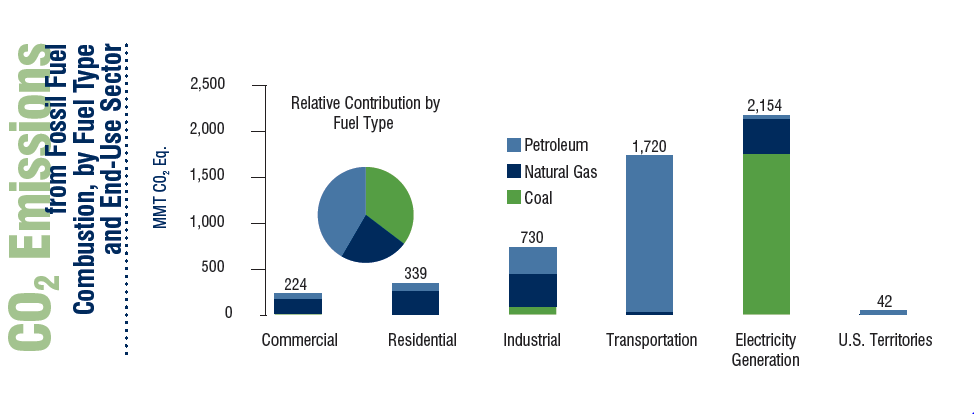 CO2 Emissions
from Fossil Fuel
Combustion, by Fuel Type
and End-Use Sector
MMT CO2 Eq.
2,500
2,000
1,500
1,000
500
0
Relative Contribution by
Fuel Type
Petroleum
Natural Gas
Coal
224
339
730
1,720
2,154
42
Commercial
Residential
Industrial
Transportation
Electricity
Generation
U.S. Territories